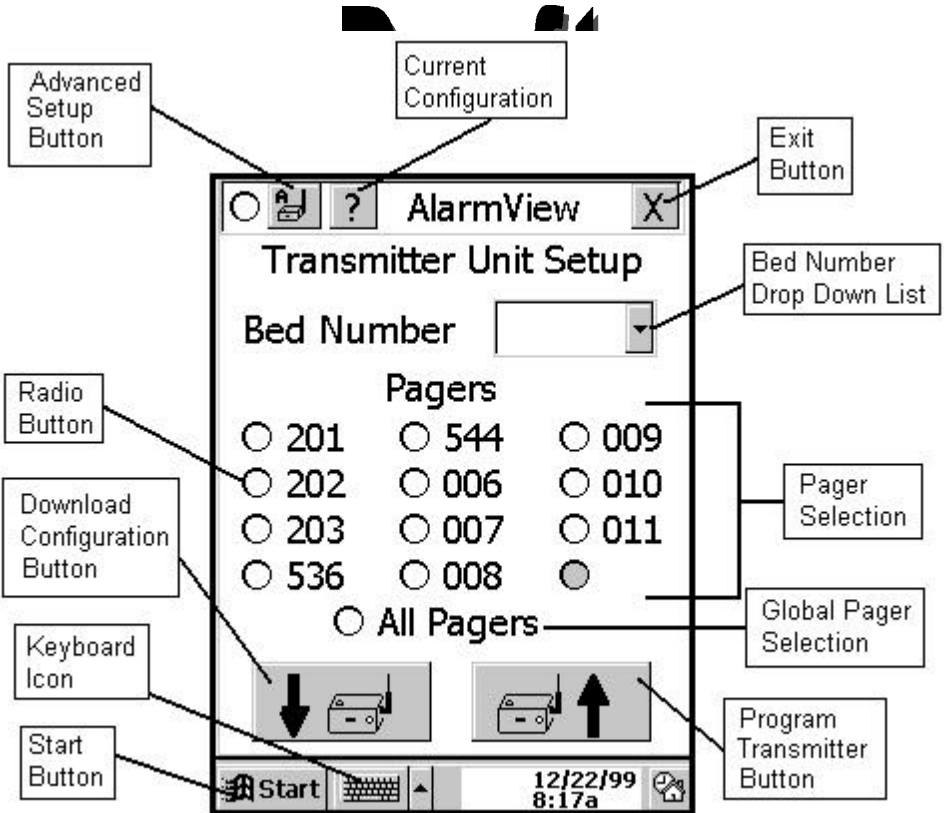 Advanced
Setup
Button
Current
Configuration
Exit
Button
A
?
AlarmView
X
Transmitter Unit Setup
Bed Number
Bed Number
Drop Down List
Pagers
Radio
Button
201 544 009
202 006 010
203 007 011
536 008
Pager
Selection
Download
Configuration
Button
All Pagers
Global Pager
Selection
Keyboard
Icon
Program
Transmitter
Button
Start
Button
Start
12/22/99
8:17a